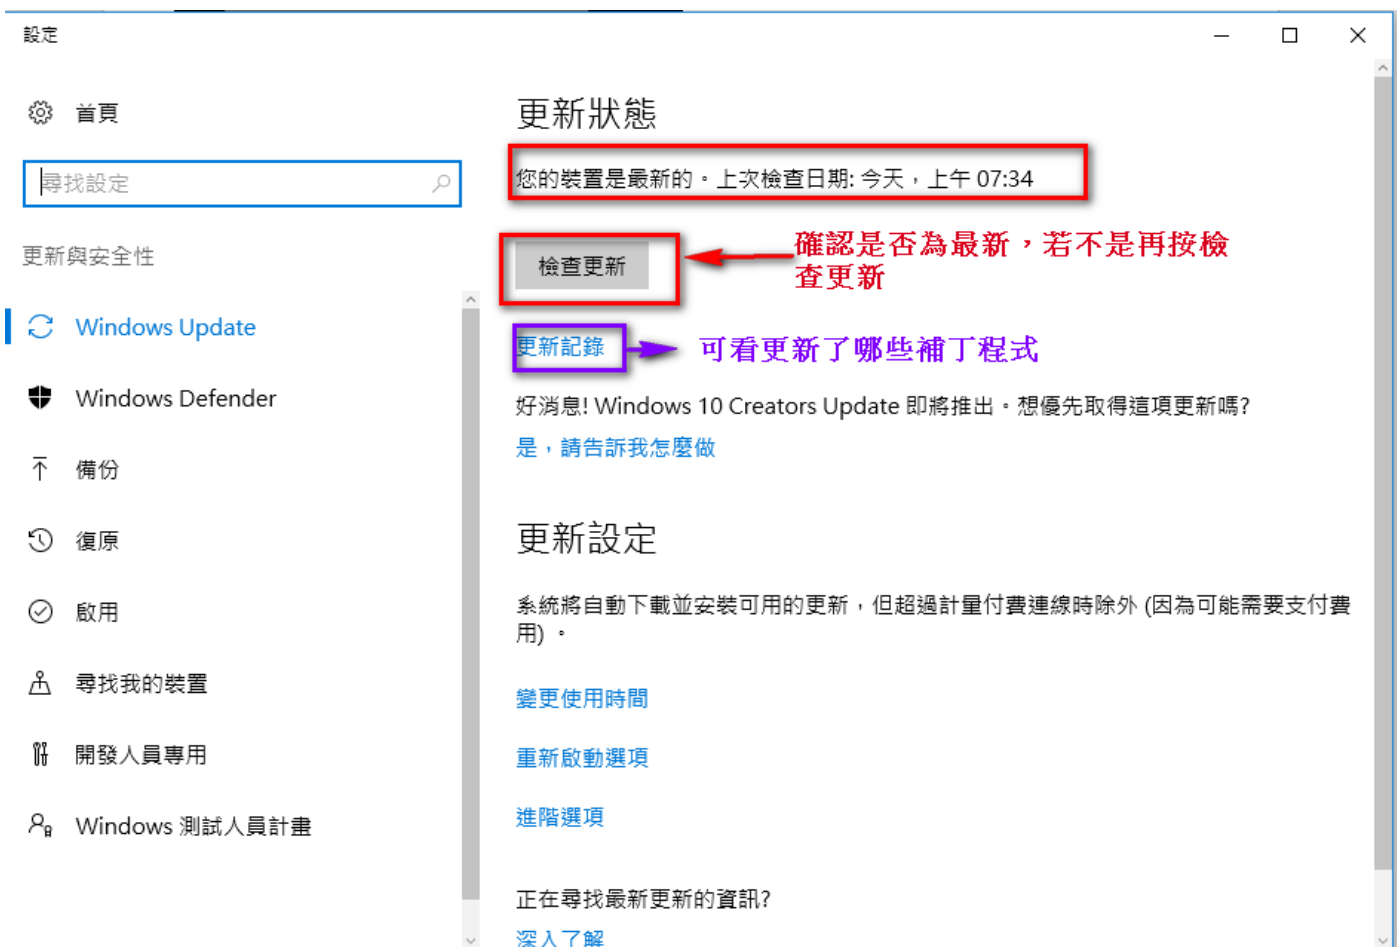 設定
首頁
尋找設定
更新與安全性
Windows Update
Windows Defender
備份
復原
啟用
尋找我的裝置
開發人員專用
Windows 測試人員計畫
更新狀態
您的裝置是最新的。上次檢查日期: 今天，上午 07:34
檢查更新
確認是否為最新，若不是再按檢
查更新
更新記錄
可看更新了哪些補丁程式
好消息! Windows 10 Creators Update 即將推出。想優先取得這項更新嗎?
是，請告訴我怎麼做
更新設定
系統將自動下載並安裝可用的更新，但超過計量付費連線時除外 (因為可能需要支付費
用) 。
變更使用時間
重新啟動選項
進階選項
正在尋找最新更新的資訊?
深入了解